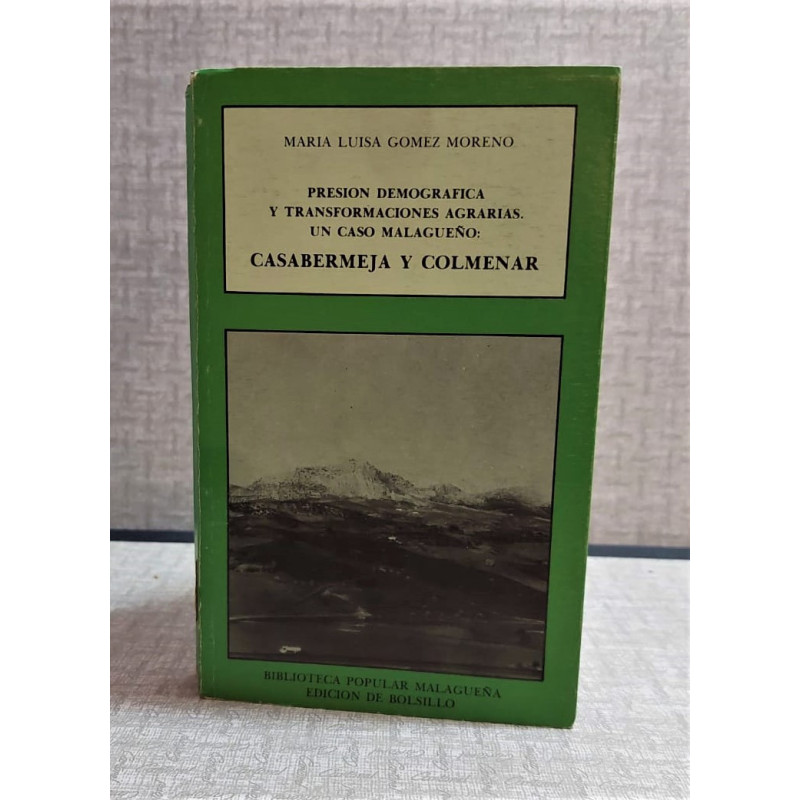 MARIA LUISA GOMEZ MORENO
PRESION DEMOGRAFICA
Y TRANSFORMACIONES AGRARIAS.
UN CASO MALAGUEÑO:
CASABERMEJA Y COLMENAR
BIBLIOTECA POPULAR MALAGUEÑA
EDICION DE BOLSILLO